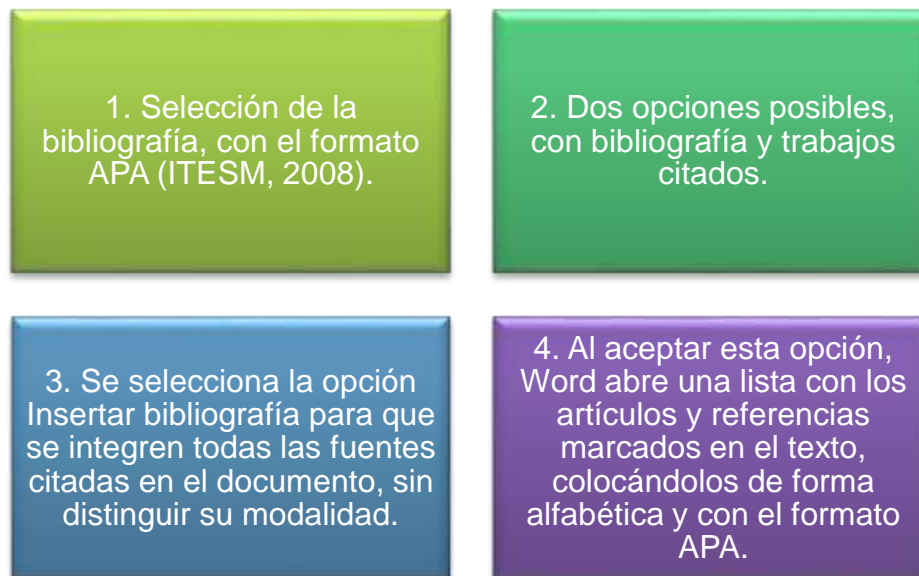 1. Selección de la
bibliografía, con el formato
APA (ITESM, 2008).
2. Dos opciones posibles,
con bibliografía y trabajos
citados.
3. Se selecciona la opción
Insertar bibliografía para que
se integren todas las fuentes
citadas en el documento, sin
distinguir su modalidad.
4. Al aceptar esta opción,
Word abre una lista con los
artículos y referencias
marcados en el texto,
colocándolos de forma
alfabética y con el formato
APA.